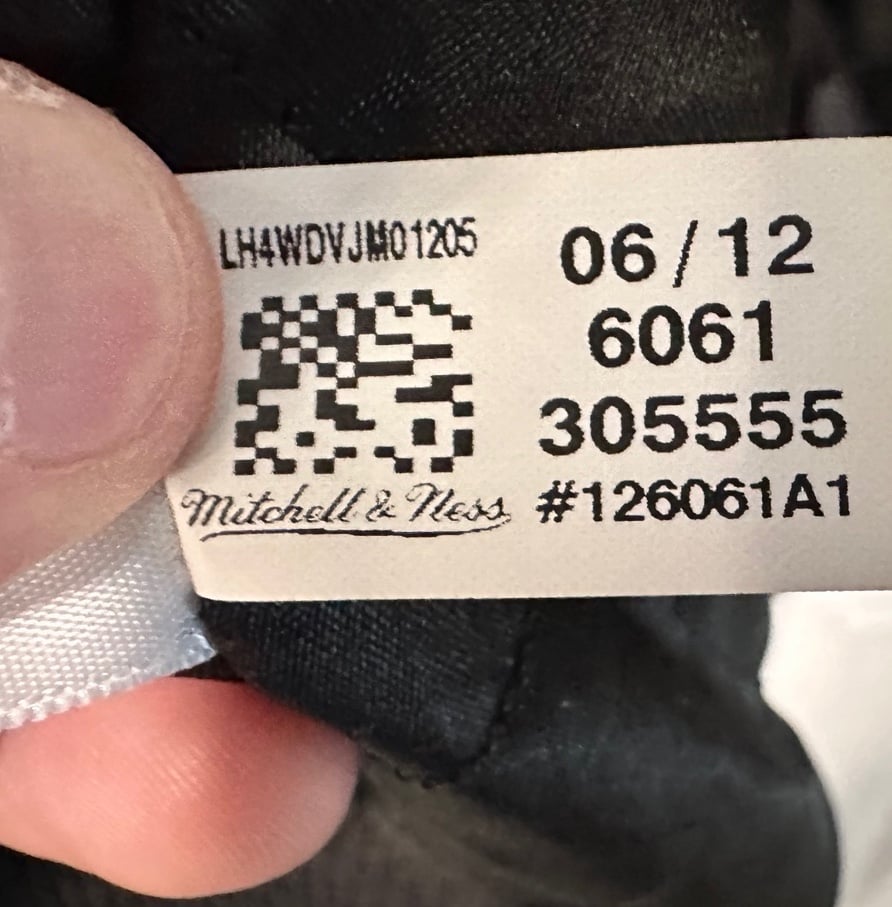 LH4WDVJM01205
Mitchell & Ness
06/12
6061
305555
#126061A1